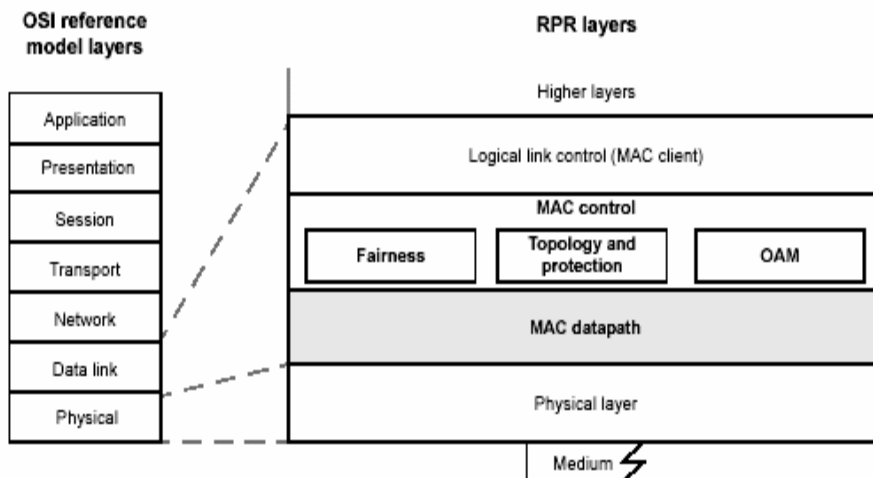 OSI reference
model layers
RPR layers
Application
Presentation
Session
Transport
Network
Data link
Physical
Higher layers
Logical link control (MAC client)
MAC control
Fairness
Topology and
protection
OAM
MAC datapath
Physical layer
Medium